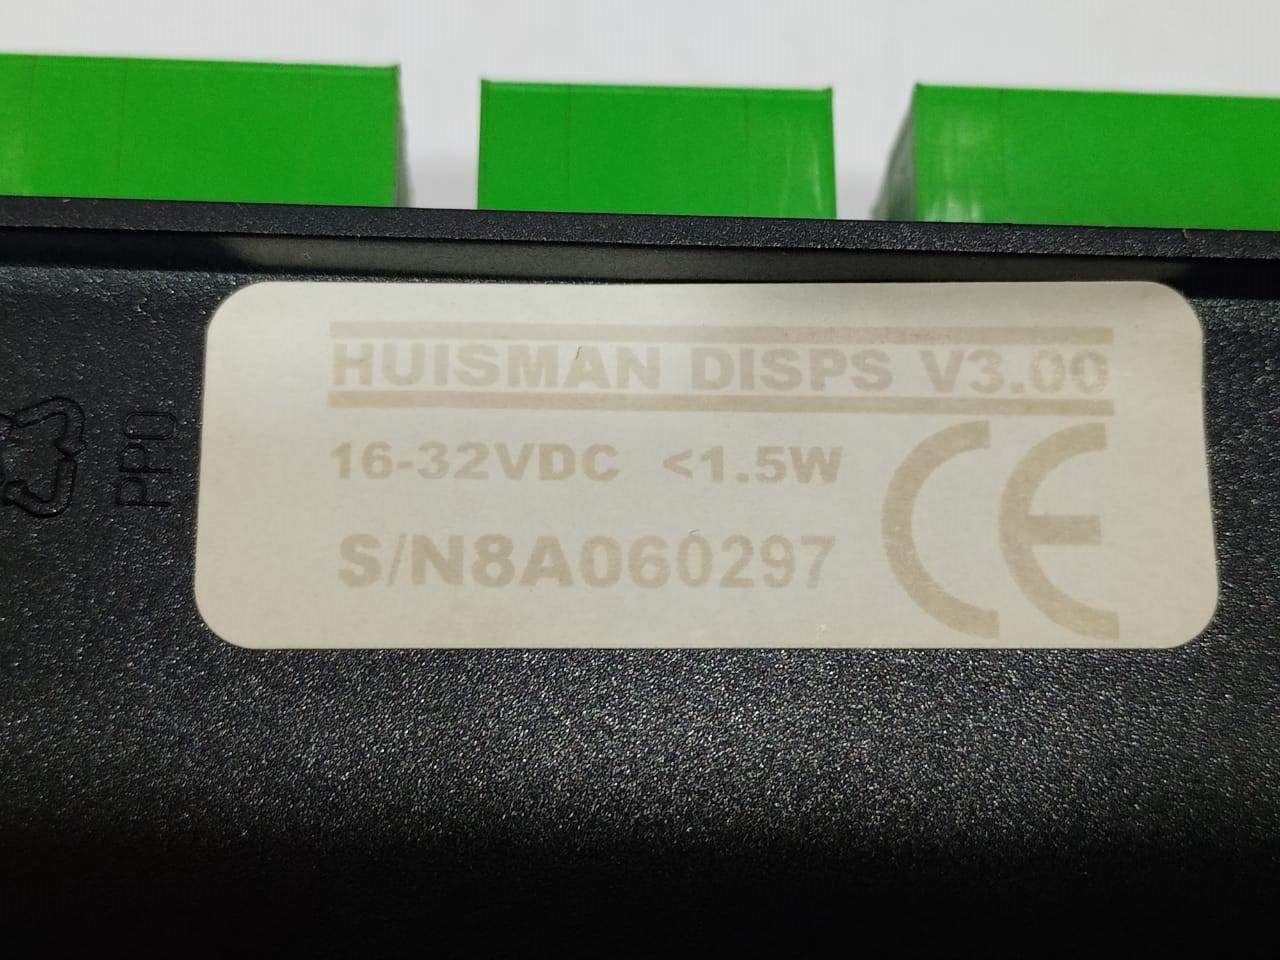 HUISMAN DISPS V3.00
16-32VDC <1.5W
CE
S/N8A060297
PPO